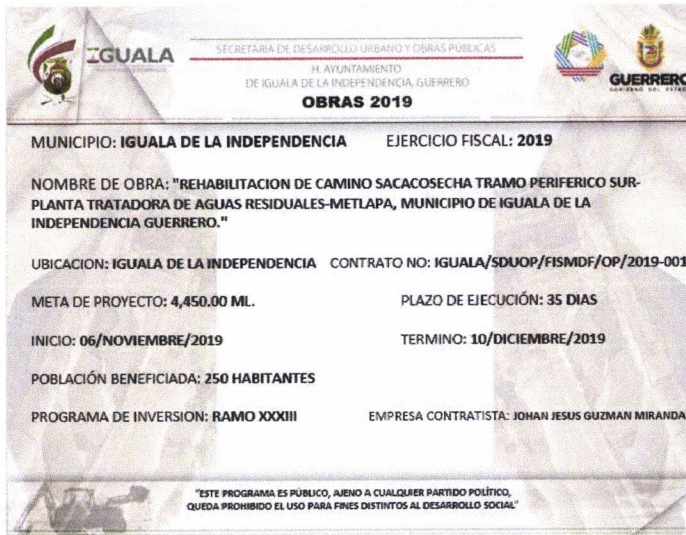 IGUALA
SECRETARÍA DE DESARROLLO URBANO Y OBRAS PÚBLICAS
H. AYUNTAMIENTO
DE IGUALA DE LA INDEPENDENCIA, GUERRERO
OBRAS 2019
GUERRERO
GOBIERNO DEL ESTADO
MUNICIPIO: IGUALA DE LA INDEPENDENCIA EJERCICIO FISCAL: 2019
NOMBRE DE OBRA: "REHABILITACION DE CAMINO SACACOSECHA TRAMO PERIFERICO SUR-
PLANTA TRATADORA DE AGUAS RESIDUALES-METLAPA, MUNICIPIO DE IGUALA DE LA
INDEPENDENCIA GUERRERO."
UBICACION: IGUALA DE LA INDEPENDENCIA CONTRATO NO: IGUALA/SDUOP/FISMDF/OP/2019-001
META DE PROYECTO: 4,450.00 ML. PLAZO DE EJECUCIÓN: 35 DIAS
INICIO: 06/NOVIEMBRE/2019 TERMINO: 10/DICIEMBRE/2019
POBLACIÓN BENEFICIADA: 250 HABITANTES
PROGRAMA DE INVERSION: RAMO XXXIII EMPRESA CONTRATISTA: JOHAN JESUS GUZMAN MIRANDA
"ESTE PROGRAMA ES PÚBLICO, AJENO A CUALQUIER PARTIDO POLÍTICO,
QUEDA PROHIBIDO EL USO PARA FINES DISTINTOS AL DESARROLLO SOCIAL"